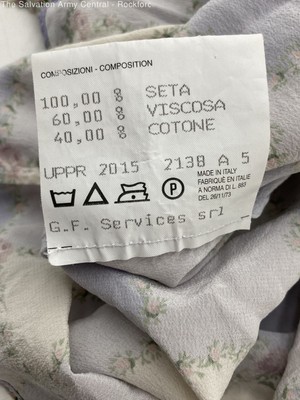 The Salvation Army Central - Rockford
COMPOSIZIONI - COMPOSITION
100,00 % SETA
60,00 % VISCOSA
40,00 % COTONE
UPPR 2015 2138 A 5
MADE IN ITALY
FABRIQUÉ EN ITALIE
A NORMA DI L. 883
DEL 26/11/73
P
G.F. Services srl